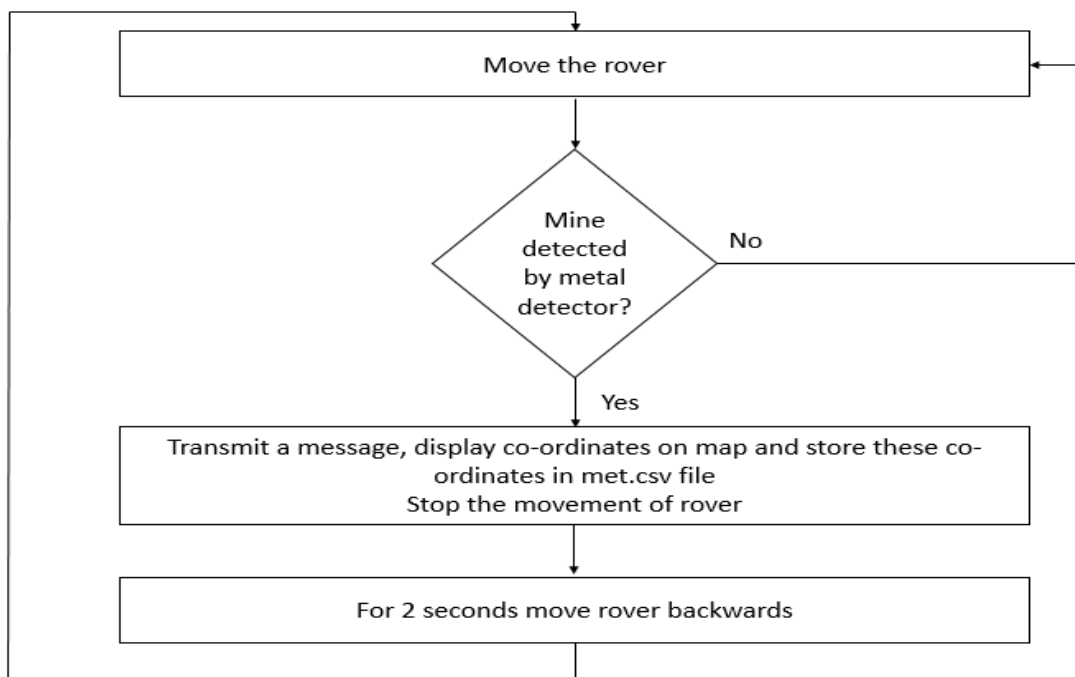 Move the rover
Mine
detected
by metal
detector?
No
Yes
Transmit a message, display co-ordinates on map and store these co-
ordinates in met.csv file
Stop the movement of rover
For 2 seconds move rover backwards